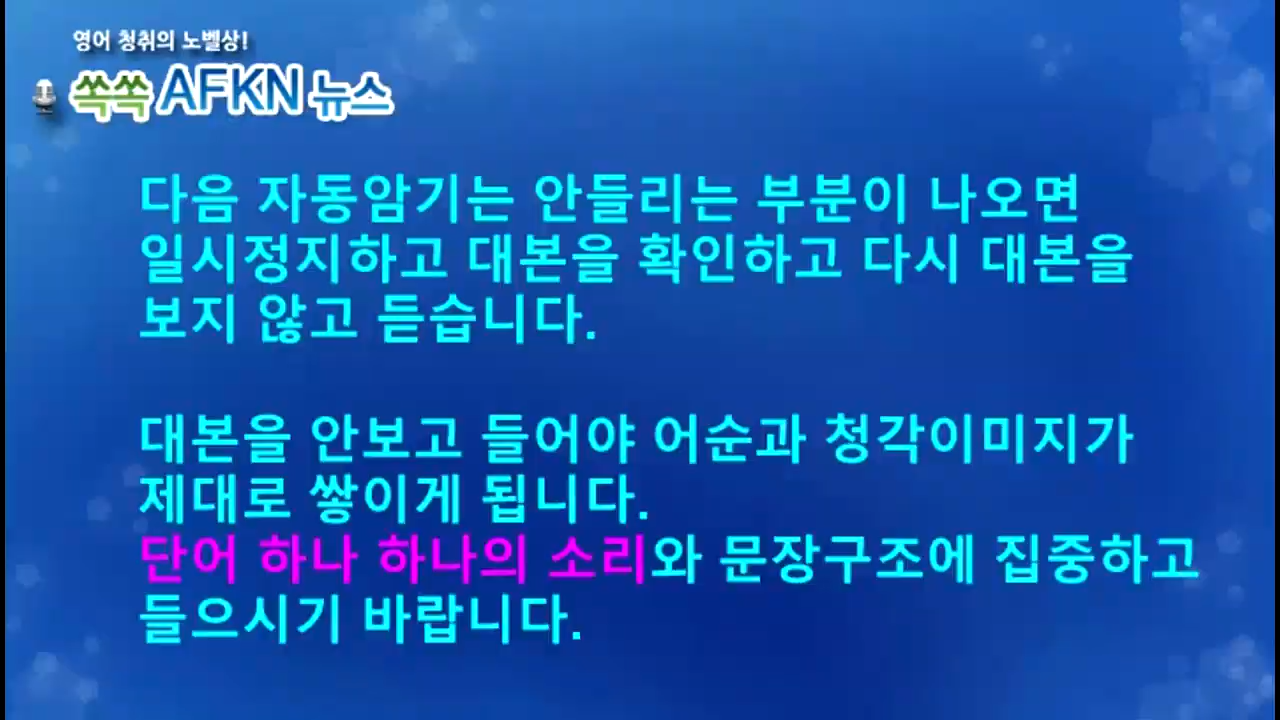 영어 청취의 노벨상!
쏙쏙 AFKN 뉴스
다음 자동암기는 안들리는 부분이 나오면
일시정지하고 대본을 확인하고 다시 대본을
보지 않고 듣습니다.
대본을 안보고 들어야 어순과 청각이미지가
제대로 쌓이게 됩니다.
단어 하나 하나의 소리와 문장구조에 집중하고
들으시기 바랍니다.